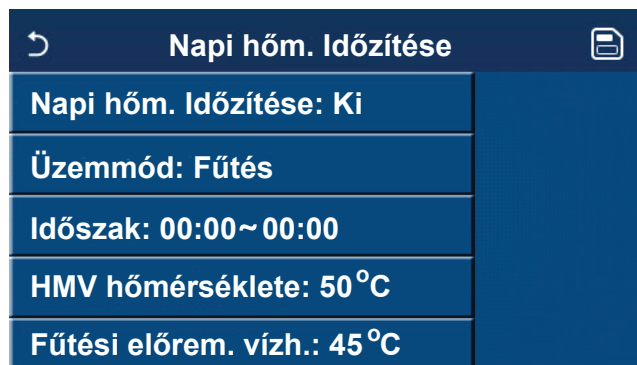 Napi hőm. Időzítése
Napi hőm. Időzítése: Ki
Üzemmód: Fűtés
Időszak: 00:00~00:00
HMV hőmérséklete: 50°C
Fűtési előrem. vízh.: 45°C